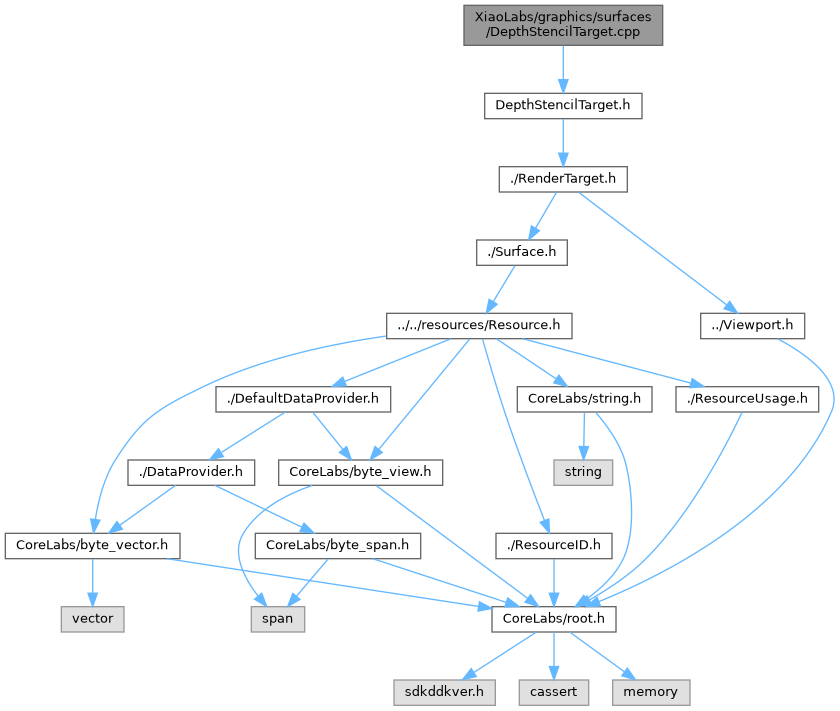 XiaoLabs/graphics/surfaces
/DepthStencilTarget.cpp
DepthStencilTarget.h
./RenderTarget.h
./Surface.h
../../resources/Resource.h
../Viewport.h
./DefaultDataProvider.h
CoreLabs/string.h
./ResourceUsage.h
./DataProvider.h
CoreLabs/byte_view.h
string
CoreLabs/byte_vector.h
CoreLabs/byte_span.h
./ResourceID.h
vector
span
CoreLabs/root.h
sdkddkver.h
cassert
memory